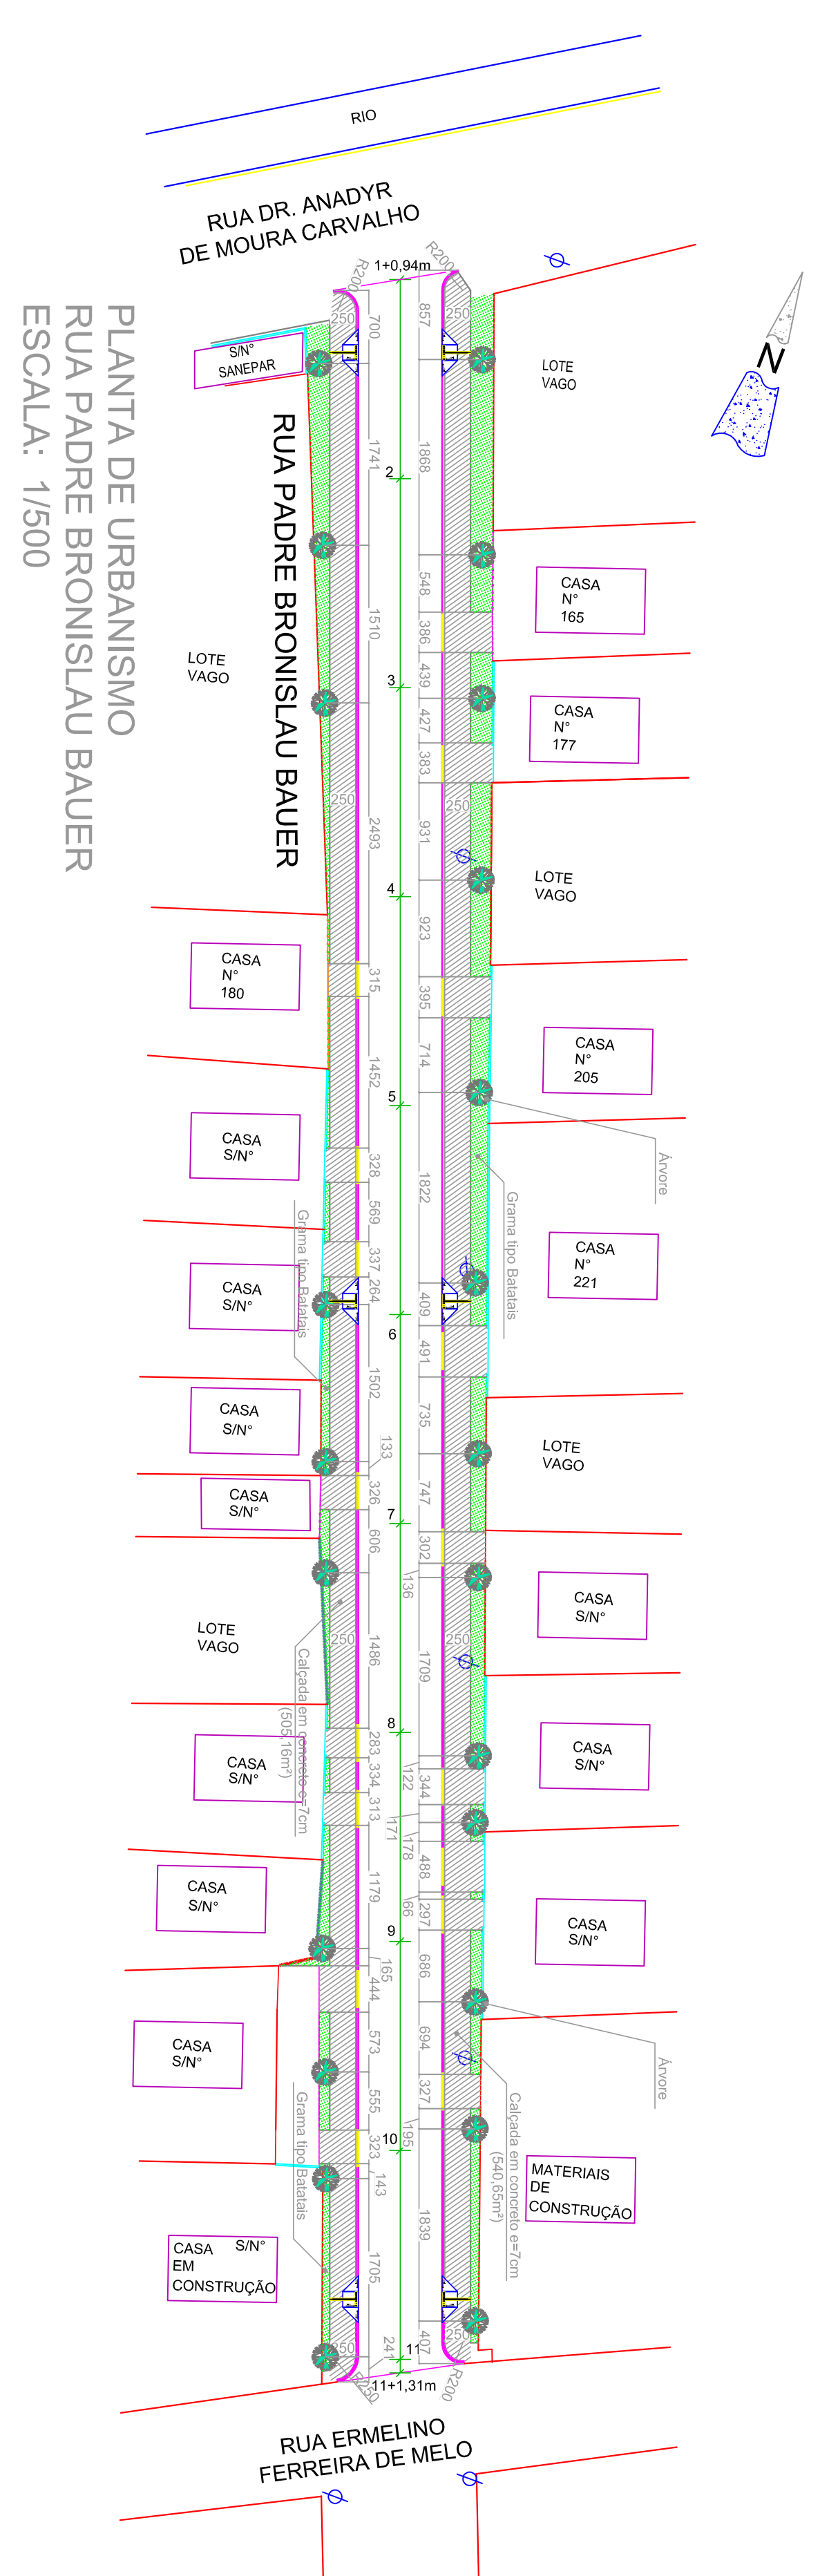 RIO
RUA DR. ANADYR
DE MOURA CARVALHO
PLANTA DE URBANISMO
RUA PADRE BRONISLAU BAUER
ESCALA: 1/500
RUA PADRE BRONISLAU BAUER
N
1+0,94m
R200
R200
250
250
700
857
S/N°
SANEPAR
LOTE
VAGO
1741
1868
2
548
CASA
N°
165
386
1510
LOTE
VAGO
439
3
427
CASA
N°
177
383
250
250
2493
931
4
LOTE
VAGO
923
CASA
N°
180
315
395
714
CASA
N°
205
1452
5
Árvore
CASA
S/N°
328
1822
569
Grama tipo Batatais
Grama tipo Batatais
337
CASA
N°
221
CASA
S/N°
264
409
6
491
1502
CASA
S/N°
735
133
LOTE
VAGO
CASA
S/N°
326
747
7
606
302
136
CASA
S/N°
LOTE
VAGO
250
250
1486
1709
Calçada em concreto e=7cm
(505,16m²)
8
283
CASA
S/N°
334
122
344
CASA
S/N°
313
171
178
488
CASA
S/N°
1179
66
297
9
CASA
S/N°
165
686
444
CASA
S/N°
573
694
Árvore
555
327
Grama tipo Batatais
Calçada em concreto e=7cm
(540,65m²)
195
10
323
143
MATERIAIS
DE
CONSTRUÇÃO
1839
CASA S/N°
EM
CONSTRUÇÃO
1705
250
250
241
407
11
11+1,31m
R250
R200
RUA ERMELINO
FERREIRA DE MELO